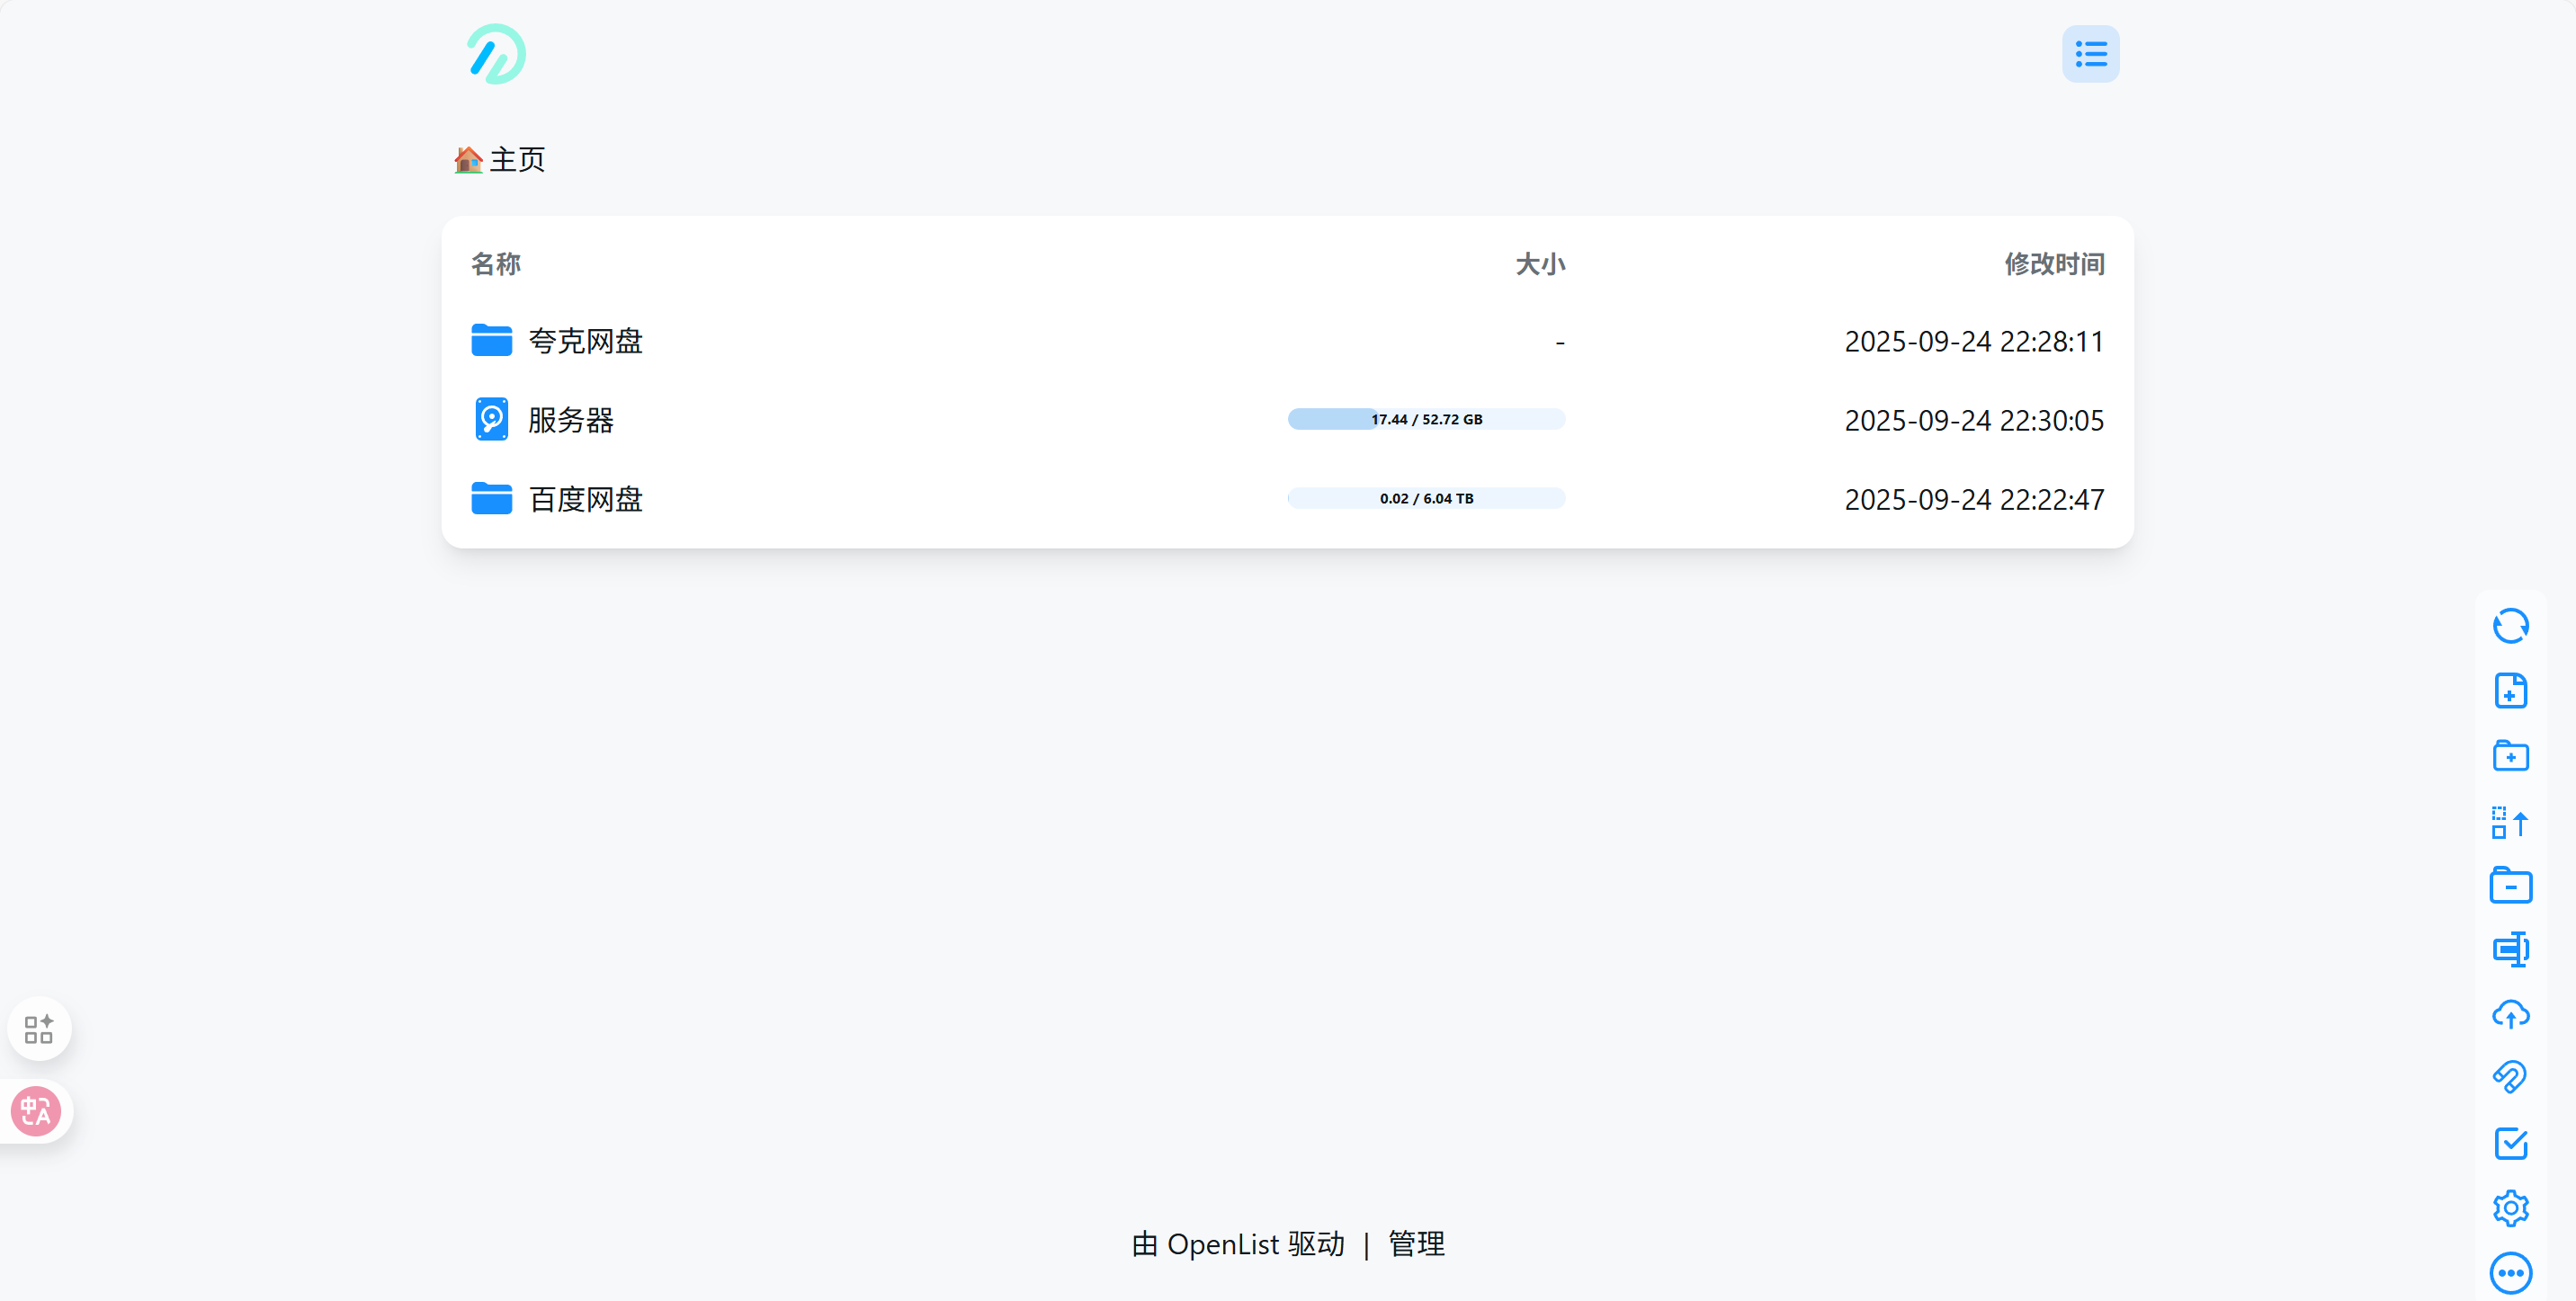 🏠主页
名称 大小 修改时间
夸克网盘 - 2025-09-24 22:28:11
服务器 17.44 / 52.72 GB 2025-09-24 22:30:05
百度网盘 0.02 / 6.04 TB 2025-09-24 22:22:47
中A
由 OpenList 驱动 | 管理